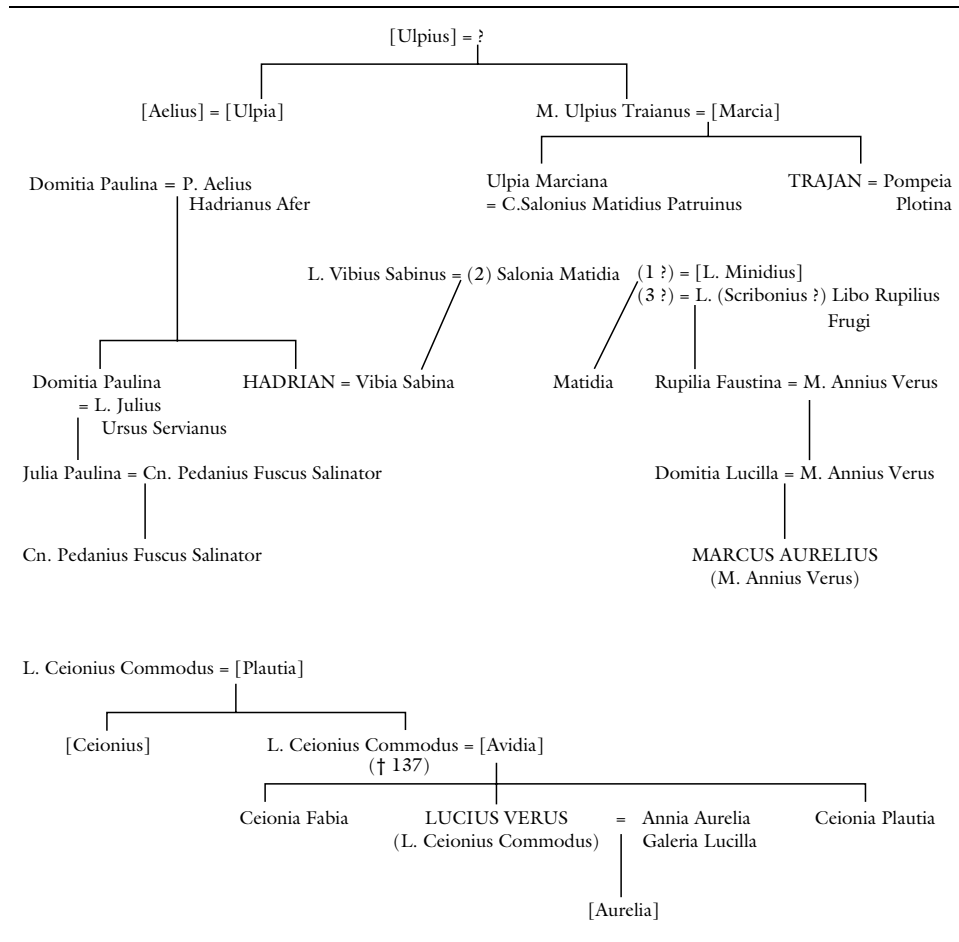 [Ulpius] = ?
[Aelius] = [Ulpia]
M. Ulpius Traianus = [Marcia]
Domitia Paulina = P. Aelius
Hadrianus Afer
Ulpia Marciana
= C.Salonius Matidius Patruinus
TRAJAN = Pompeia
Plotina
L. Vibius Sabinus = (2) Salonia Matidia
(1 ?) = [L. Minidius]
(3 ?) = L. (Scribonius ?) Libo Rupilius
Frugi
Domitia Paulina
= L. Julius
Ursus Servianus
HADRIAN = Vibia Sabina
Matidia
Rupilia Faustina = M. Annius Verus
Julia Paulina = Cn. Pedanius Fuscus Salinator
Domitia Lucilla = M. Annius Verus
Cn. Pedanius Fuscus Salinator
MARCUS AURELIUS
(M. Annius Verus)
L. Ceionius Commodus = [Plautia]
[Ceionius]
L. Ceionius Commodus = [Avidia]
(† 137)
Ceionia Fabia
LUCIUS VERUS = Annia Aurelia
(L. Ceionius Commodus) Galeria Lucilla
Ceionia Plautia
[Aurelia]